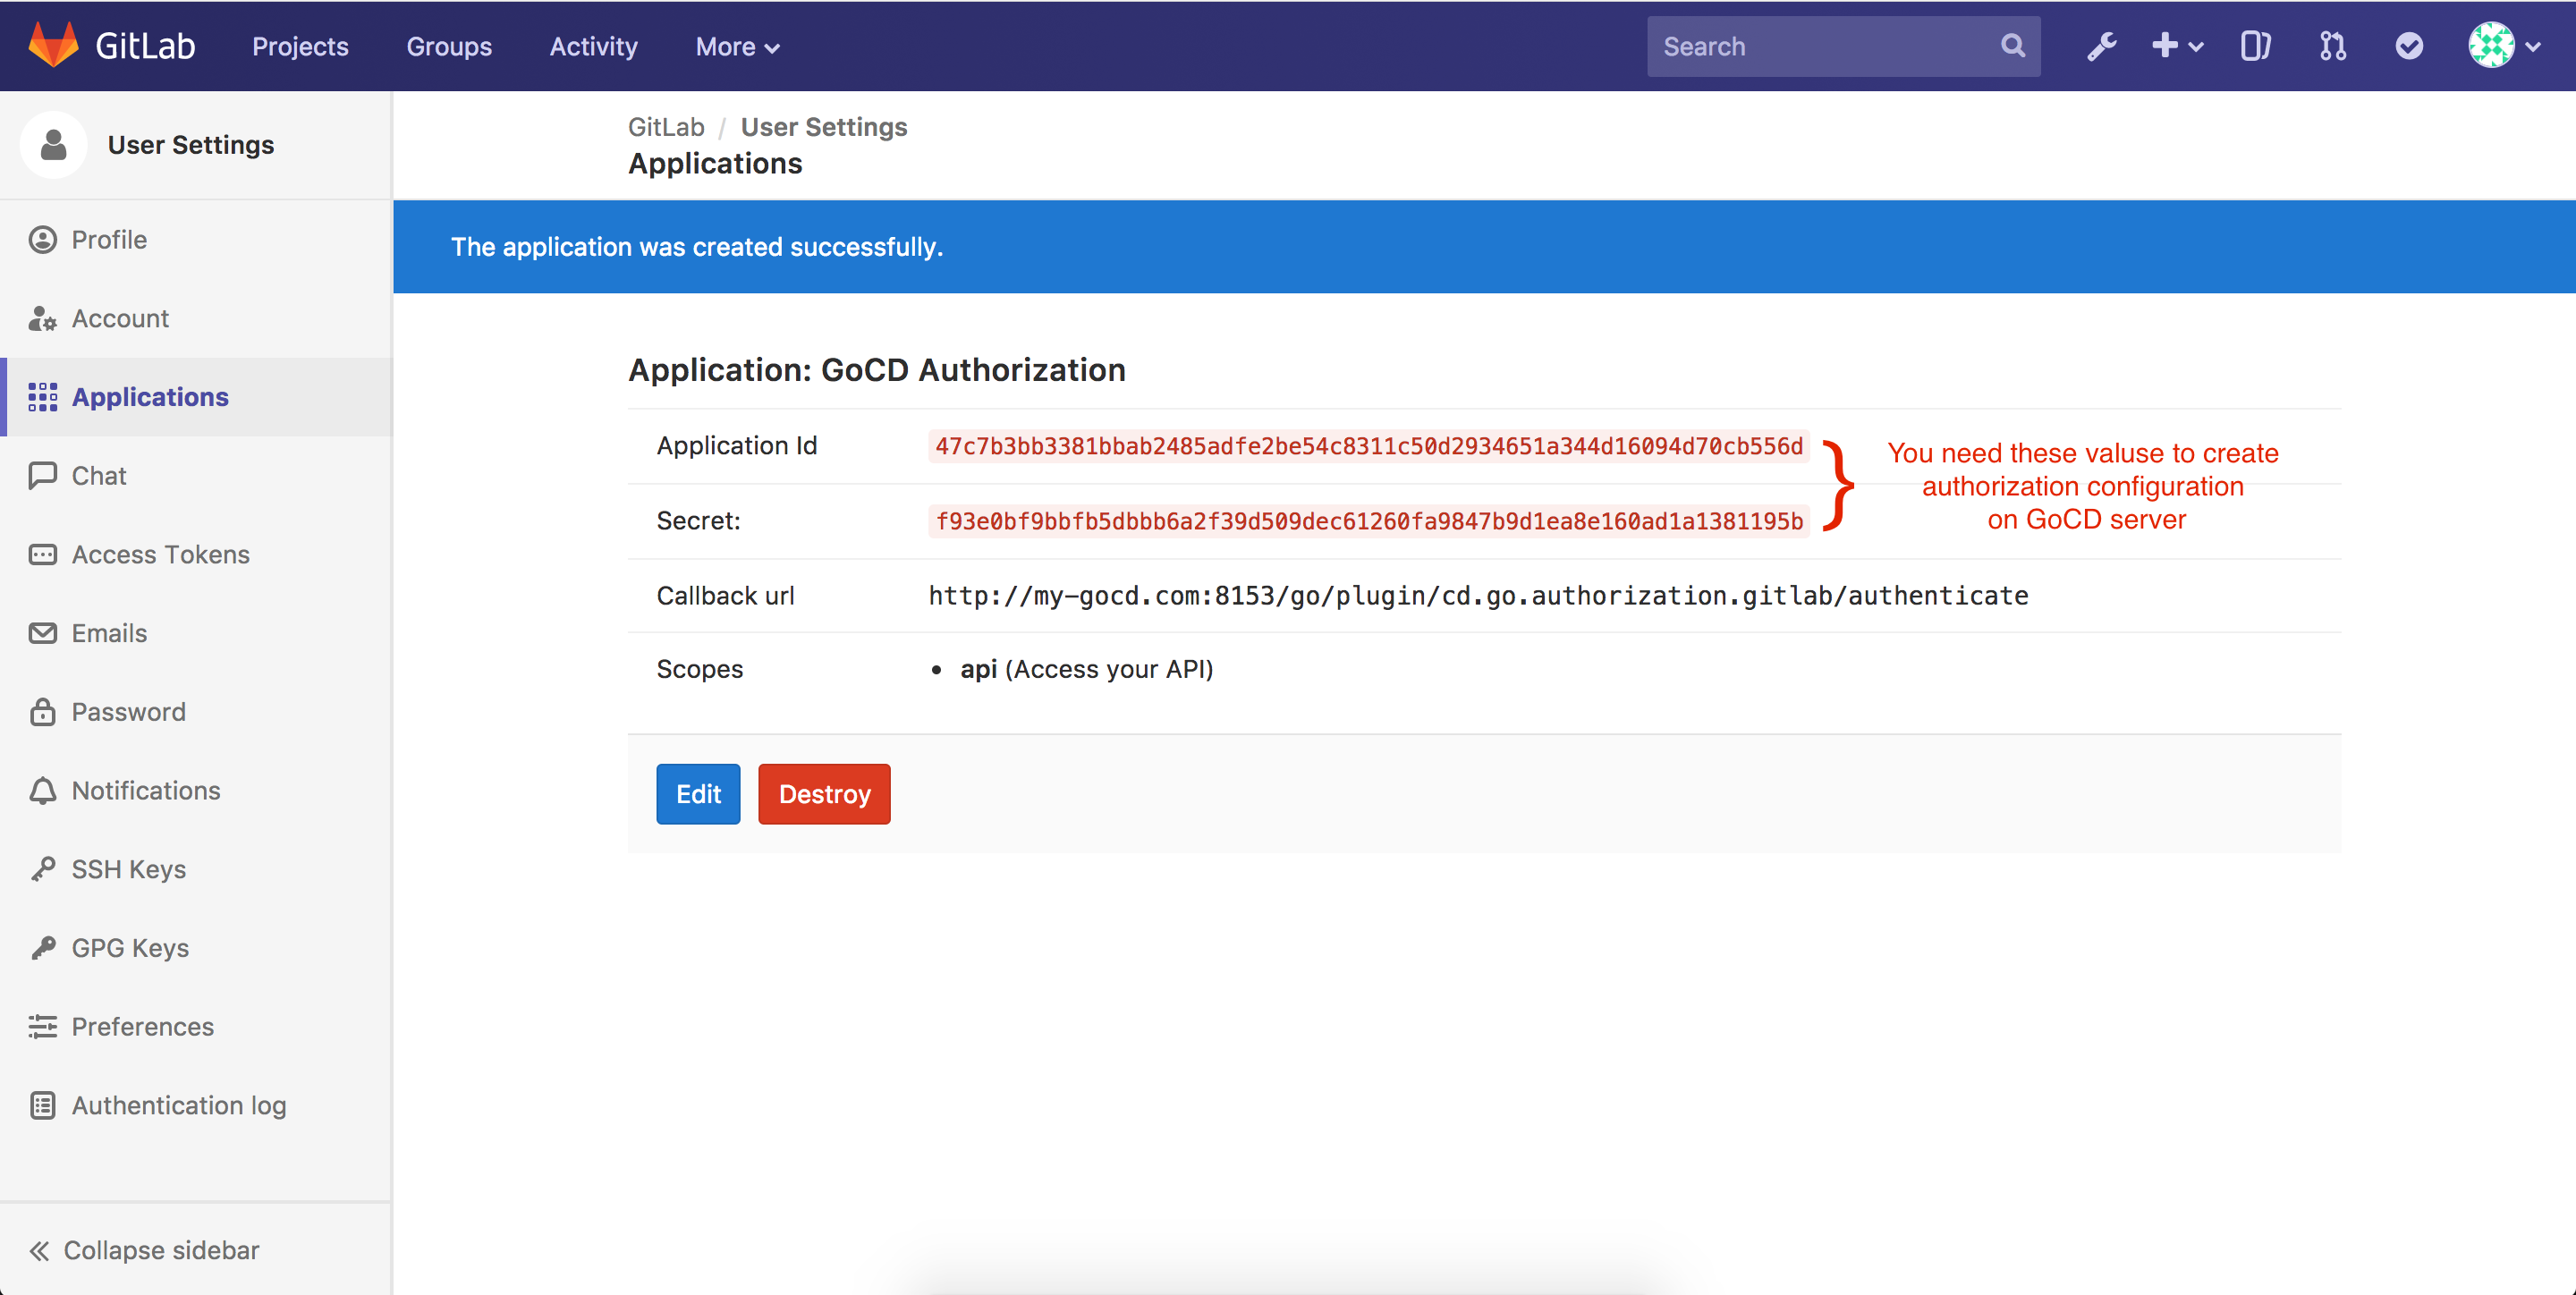 GitLab Projects Groups Activity More Search
User Settings
Profile
Account
Applications
Chat
Access Tokens
Emails
Password
Notifications
SSH Keys
GPG Keys
Preferences
Authentication log
Collapse sidebar
GitLab / User Settings
Applications
The application was created successfully.
Application: GoCD Authorization
Application Id 47c7b3bb3381bbab2485adfe2be54c8311c50d2934651a344d16094d70cb556d
Secret: f93e0bf9bbfb5dbbb6a2f39d509dec61260fa9847b9d1ea8e160ad1a1381195b
You need these valuse to create
authorization configuration
on GoCD server
Callback url http://my-gocd.com:8153/go/plugin/cd.go.authorization.gitlab/authenticate
Scopes • api (Access your API)
Edit Destroy